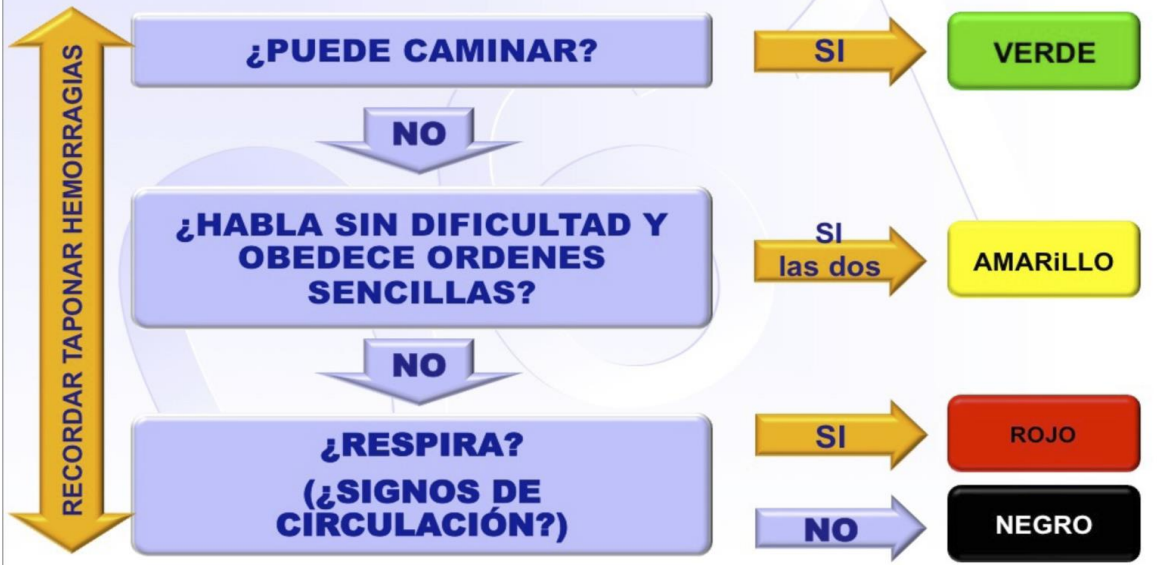 RECORDAR TAPONAR HEMORRAGIAS
¿PUEDE CAMINAR?
SI
VERDE
NO
¿HABLA SIN DIFICULTAD Y
OBEDECE ORDENES
SENCILLAS?
SI
las dos
AMARiLLO
NO
¿RESPIRA?
(¿SIGNOS DE
CIRCULACIÓN?)
SI
ROJO
NO
NEGRO